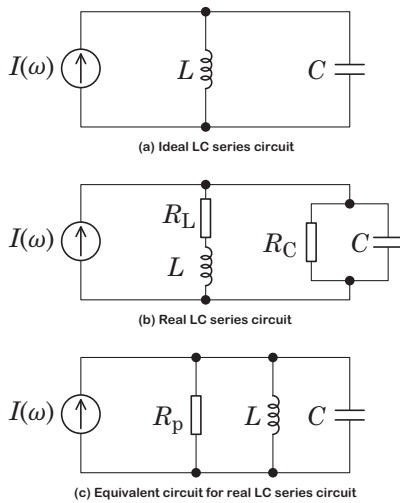 I(ω) L C
(a) Ideal LC series circuit
R_L
I(ω) R_C C
L
(b) Real LC series circuit
I(ω) R_p L C
(c) Equivalent circuit for real LC series circuit